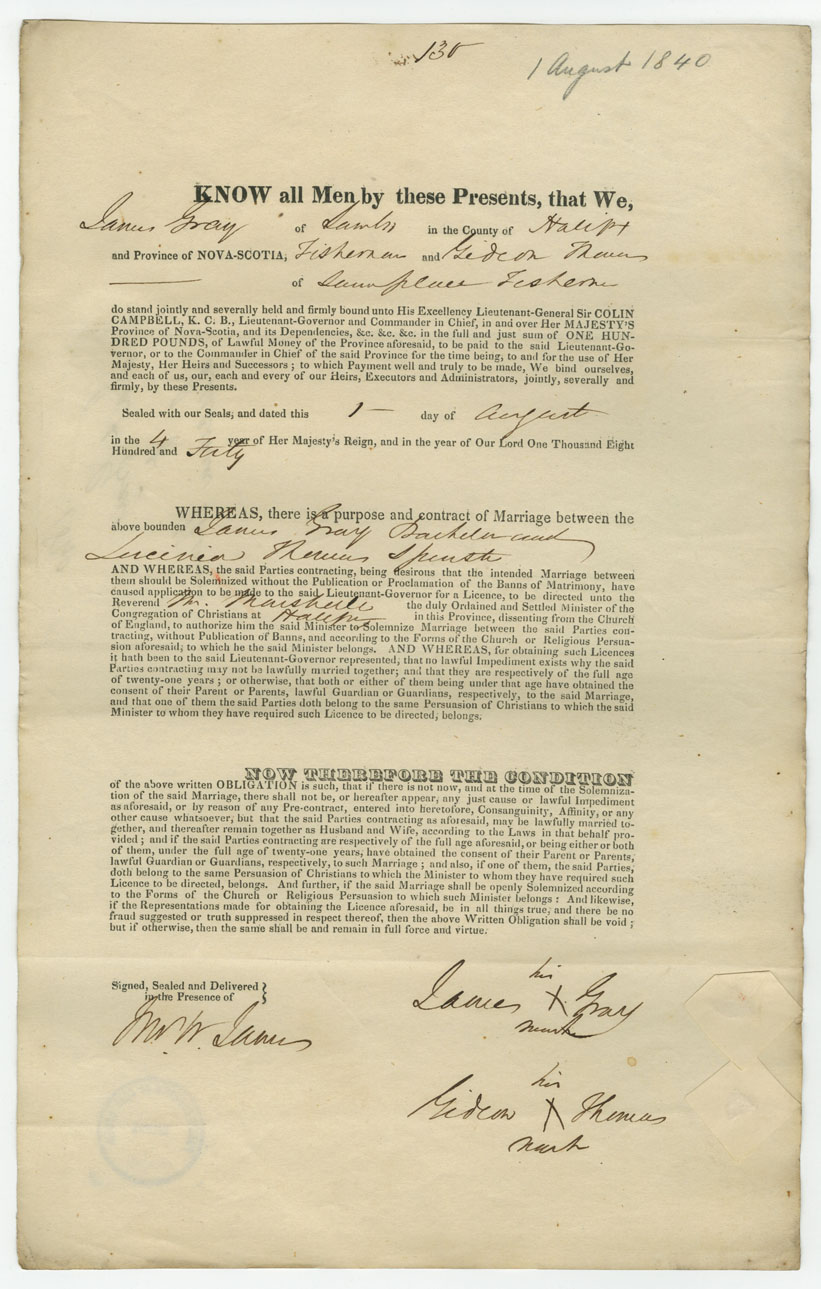 130
1 August 1840
KNOW all Men by these Presents, that We,
James Gray of in the County of Halifx
and Province of NOVA-SCOTIA, Fisherman and Gideon Thomas
of Same place Fisherm
do stand jointly and severally held and firmly bound unto His Excellency Lieutenant-General Sir COLIN
CAMPBELL, K. C. B., Lieutenant-Governor and Commander in Chief, in and over Her MAJESTY'S
Province of Nova-Scotia, and its Dependencies, &c. &c. &c. in the full and just sum of ONE HUN-
DRED POUNDS, of Lawful Money of the Province aforesaid, to be paid to the said Lieutenant-Go-
vernor, or to the Commander in Chief of the said Province for the time being, to and for the use of Her
Majesty, Her Heirs and Successors ; to which Payment well and truly to be made, We bind ourselves,
and each of us, our, each and every of our Heirs, Executors and Administrators, jointly, severally and
firmly, by these Presents.
Sealed with our Seals, and dated this 1 — day of August
in the 4 year of Her Majesty's Reign, and in the year of Our Lord One Thousand Eight
Hundred and Forty
WHEREAS, there is a purpose and contract of Marriage between the
above bounden James Gray Bachelor and
Thomas Spinster
AND WHEREAS, the said Parties contracting, being desirous that the intended Marriage between
them should be Solemnized without the Publication or Proclamation of the Banns of Matrimony, have
caused application to be made to the said Lieutenant-Governor for a Licence, to be directed unto the
Reverend Mr. the duly Ordained and Settled Minister of the
Congregation of Christians at Halifx in this Province, dissenting from the Church
of England, to authorize him the said Minister to Solemnize Marriage between the said Parties con-
tracting, without Publication of Banns, and according to the Forms of the Church or Religious Persua-
sion aforesaid; to which he the said Minister belongs. AND WHEREAS, for obtaining such Licences
it hath been to the said Lieutenant-Governor represented, that no lawful Impediment exists why the said
Parties contracting may not be lawfully married together; and that they are respectively of the full age
of twenty-one years ; or otherwise, that both or either of them being under that age have obtained the
consent of their Parent or Parents, lawful Guardian or Guardians, respectively, to the said Marriage,
and that one of them the said Parties doth belong to the same Persuasion of Christians to which the said
Minister to whom they have required such Licence to be directed, belongs.
NOW THEREFORE THE CONDITION
of the above written OBLIGATION is such, that if there is not now, and at the time of the Solemniza-
tion of the said Marriage, there shall not be, or hereafter appear, any just cause or lawful Impediment
as aforesaid, or by reason of any Pre-contract, entered into heretofore, Consanguinity, Affinity, or any
other cause whatsoever, but that the said Parties contracting as aforesaid, may be lawfully married to-
gether, and thereafter remain together as Husband and Wife, according to the Laws in that behalf pro-
vided ; and if the said Parties contracting are respectively of the full age aforesaid, or being either or both
of them, under the full age of twenty-one years, have obtained the consent of their Parent or Parents,
lawful Guardian or Guardians, respectively, to such Marriage ; and also, if one of them, the said Parties,
doth belong to the same Persuasion of Christians to which the Minister to whom they have required such
Licence to be directed, belongs. And further, if the said Marriage shall be openly Solemnized according
to the Forms of the Church or Religious Persuasion to which such Minister belongs : And likewise,
if the Representations made for obtaining the Licence aforesaid, be in all things true, and there be no
fraud suggested or truth suppressed in respect thereof, then the above Written Obligation shall be void ;
but if otherwise, then the same shall be and remain in full force and virtue.
Signed, Sealed and Delivered
in the Presence of
W. James
his
James X Gray
mark
his
Gideon X Thomas
mark